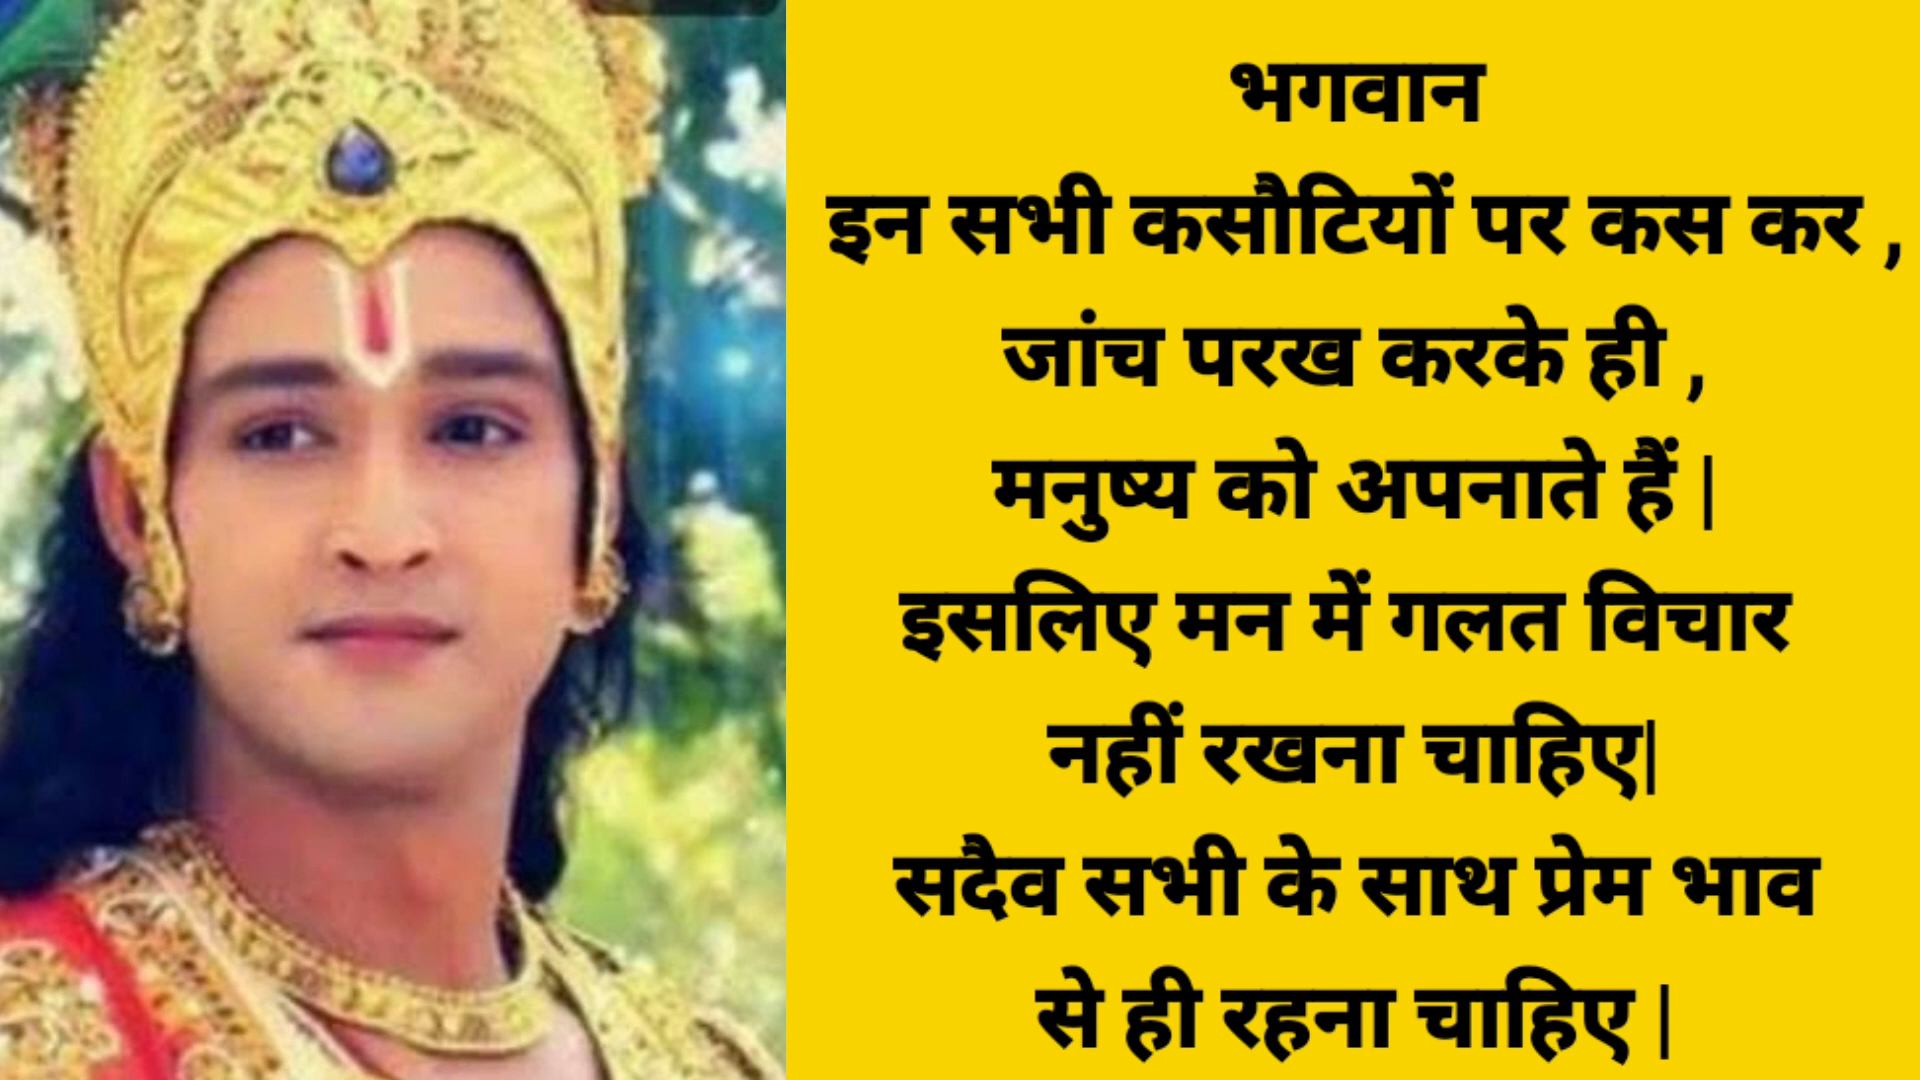 भगवान
इन सभी कसौटियों पर कस कर ,
जांच परख करके ही ,
मनुष्य को अपनाते हैं |
इसलिए मन में गलत विचार
नहीं रखना चाहिए|
सदैव सभी के साथ प्रेम भाव
से ही रहना चाहिए |